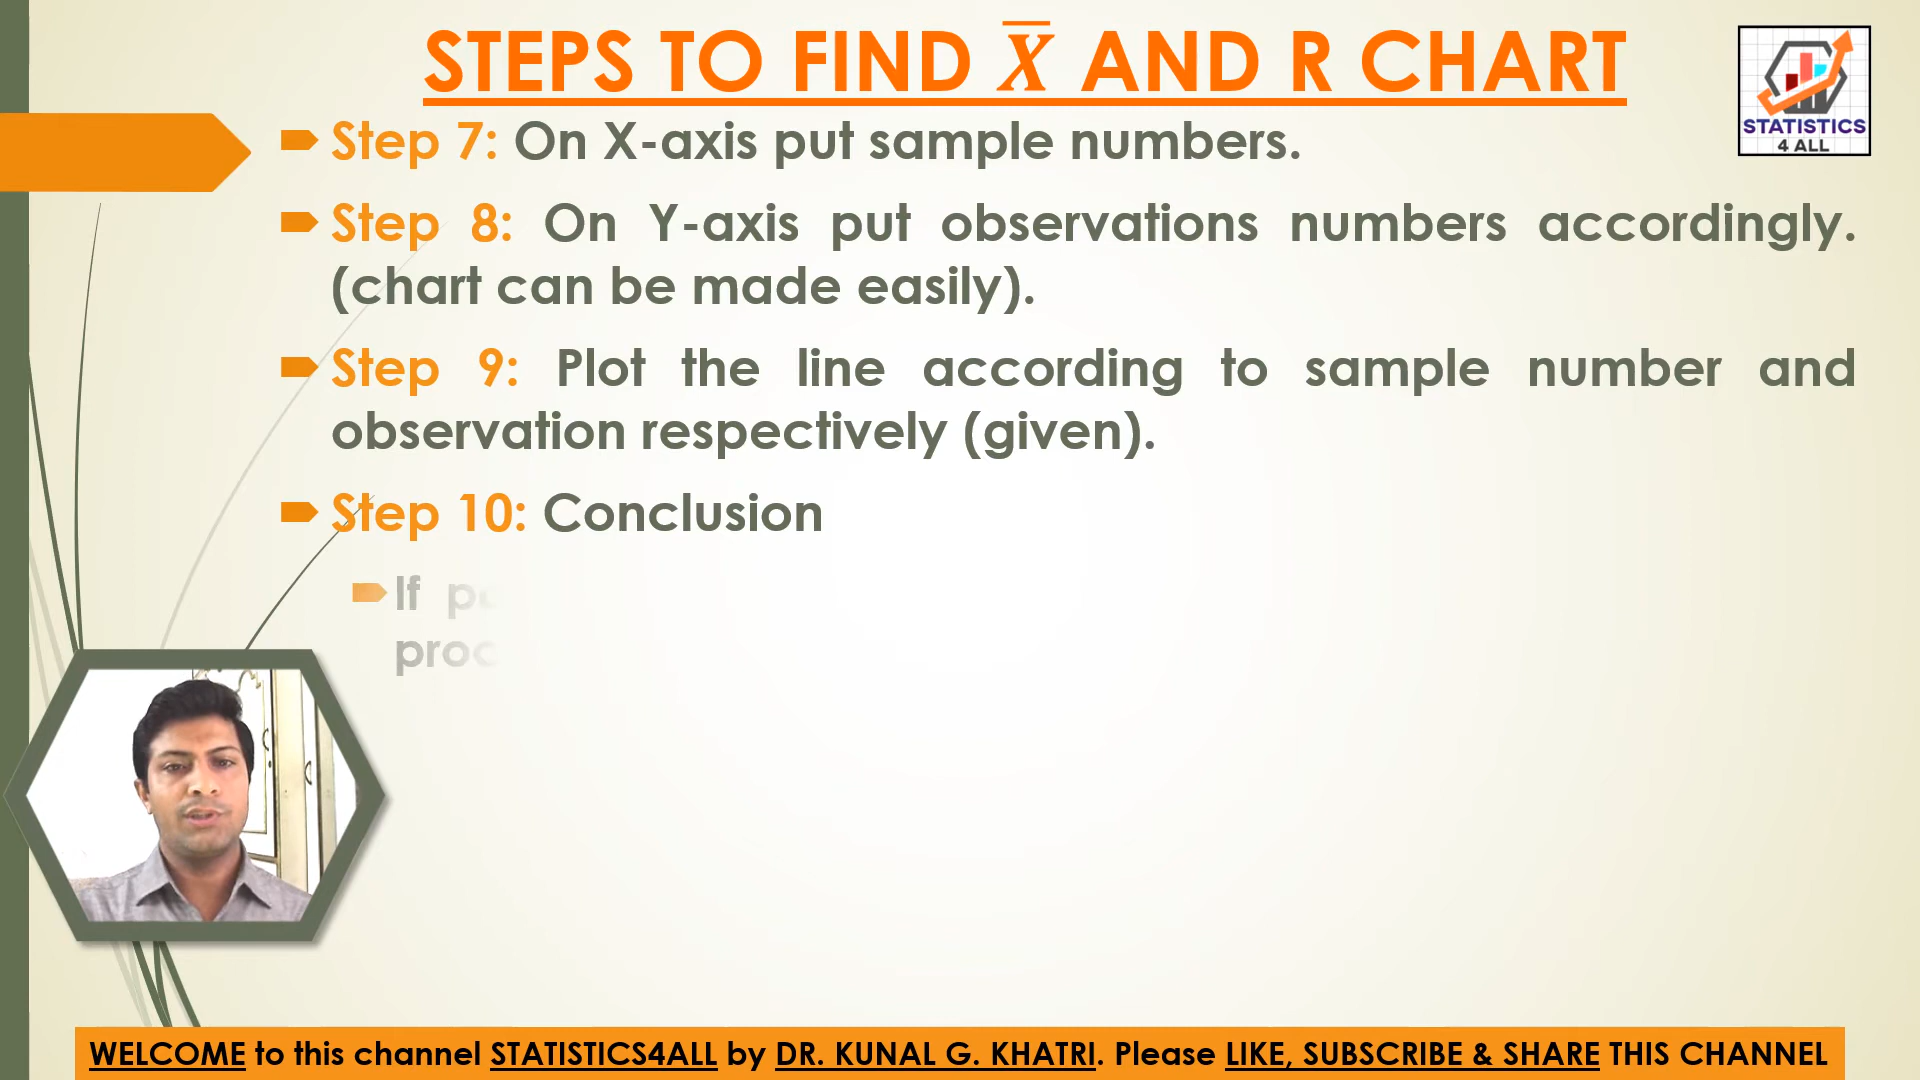 STEPS TO FIND X̅ AND R CHART
STATISTICS
4 ALL
Step 7: On X-axis put sample numbers.
Step 8: On Y-axis put observations numbers accordingly.
(chart can be made easily).
Step 9: Plot the line according to sample number and
observation respectively (given).
Step 10: Conclusion
If
WELCOME to this channel STATISTICS4ALL by DR. KUNAL G. KHATRI. Please LIKE, SUBSCRIBE & SHARE THIS CHANNEL